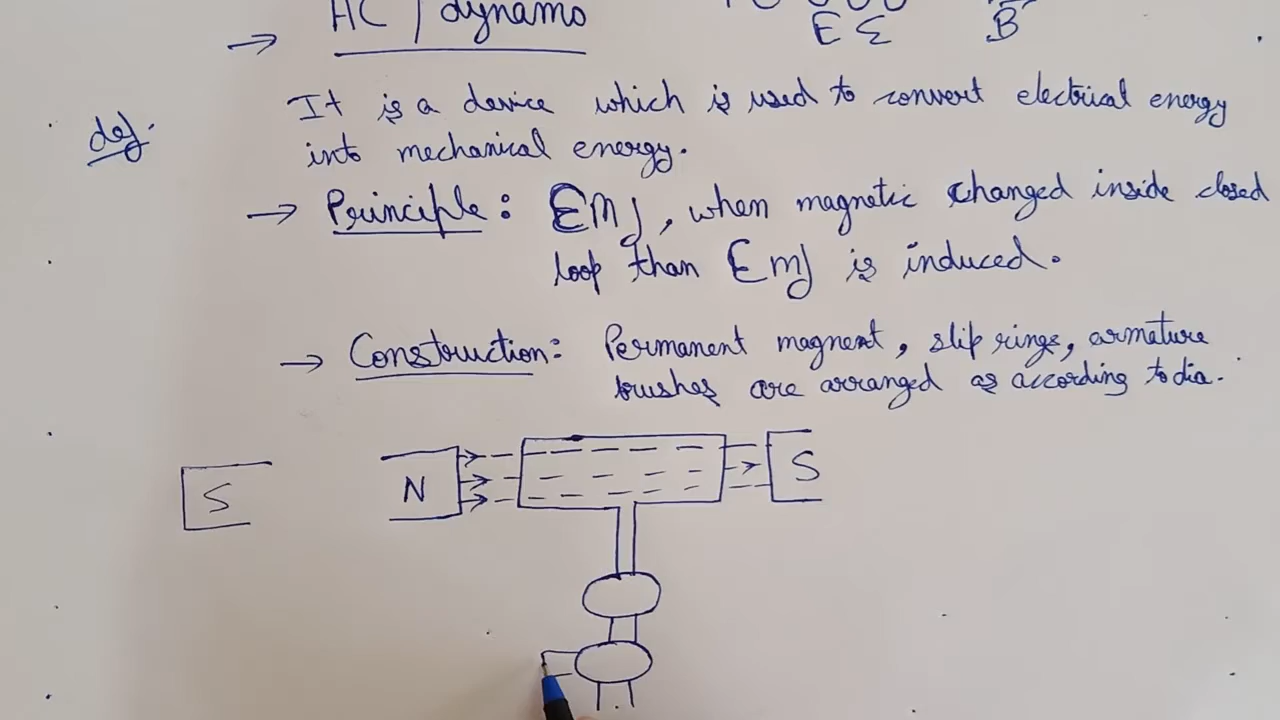 → AC / dynamo
E E B
def. It is a device which is used to convert electrical energy
into mechanical energy.
→ Principle: Emf, when magnetic changed inside closed
loop than Emf is induced.
→ Construction: Permanent magnent, slip rings, armature
brushes are arranged as according to dia.
S N S